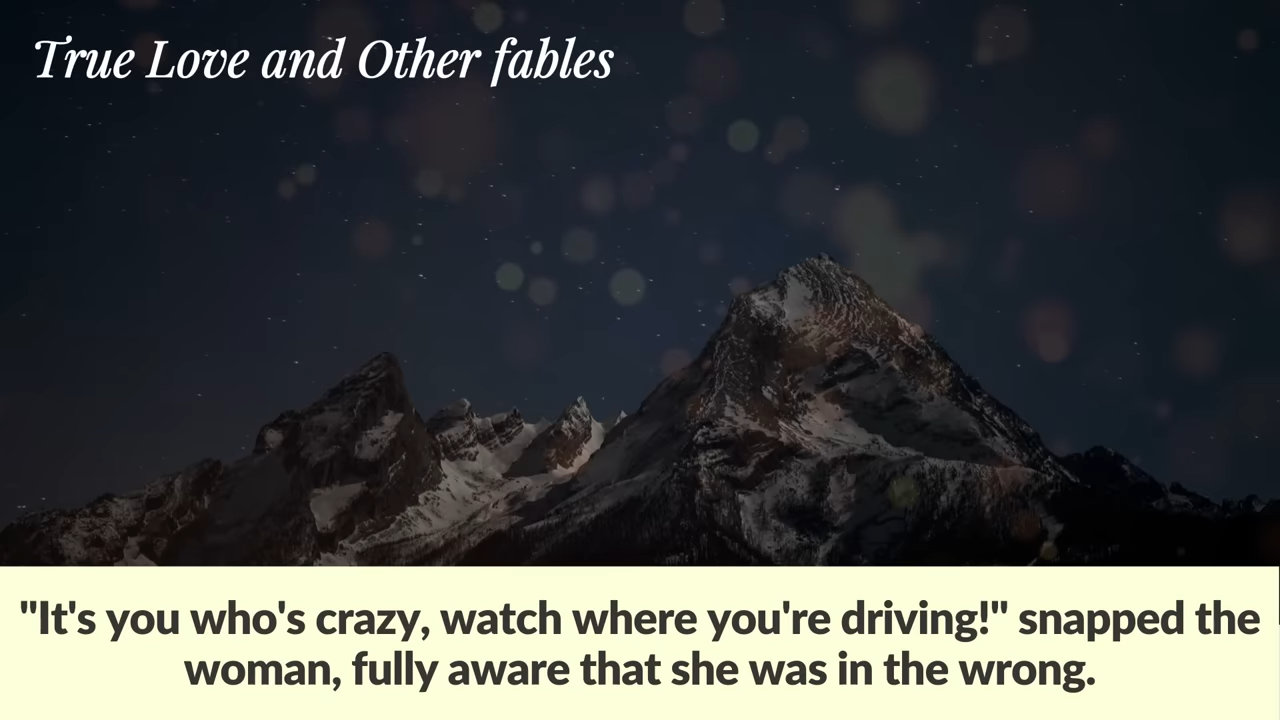 True Love and Other fables
"It's you who's crazy, watch where you're driving!" snapped the
woman, fully aware that she was in the wrong.